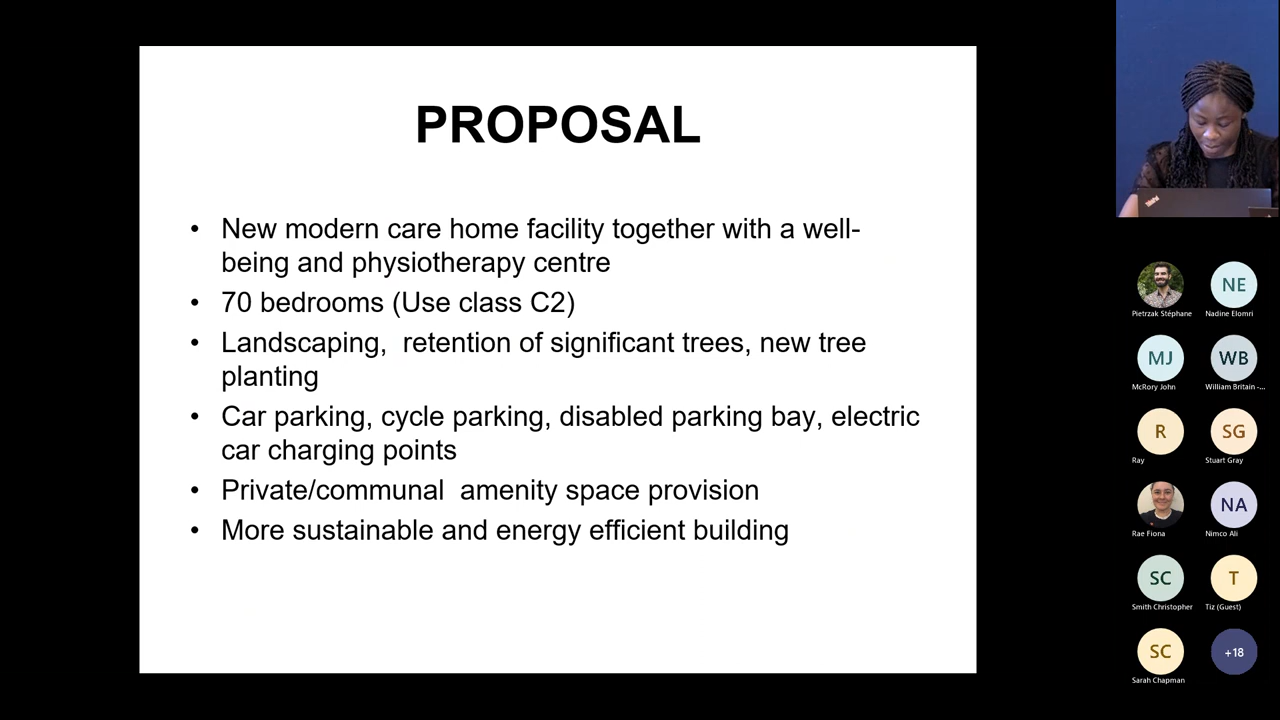 PROPOSAL
• New modern care home facility together with a well-
being and physiotherapy centre
• 70 bedrooms (Use class C2)
• Landscaping,  retention of significant trees, new tree
planting
• Car parking, cycle parking, disabled parking bay, electric
car charging points
• Private/communal  amenity space provision
• More sustainable and energy efficient building
NE
Pietrzak Stéphane
Nadine Elomri
MJ
WB
McRory John
William Britain -...
R
SG
Ray
Stuart Gray
NA
Rae Fiona
Nimco Ali
SC
T
Smith Christopher
Tiz (Guest)
SC
+18
Sarah Chapman